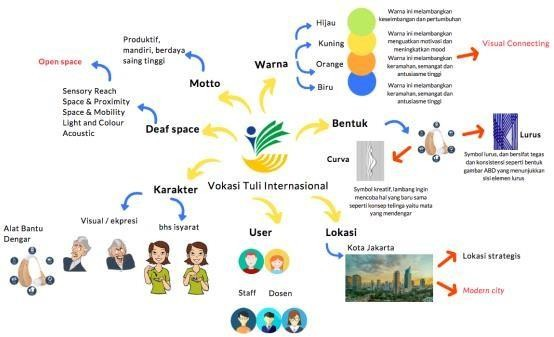 Produktif,
mandiri, berdaya
saing tinggi
Motto
Open space
Sensory Reach
Space & Proximity
Space & Mobility
Light and Colour
Acoustic
Deaf space
Warna
Hijau
Kuning
Orange
Biru
Warna ini melambangkan
keseimbangan dan pertumbuhan
Warna ini melambangkan
menguatkan motivasi dan
meningkatkan mood
Warna ini melambangkan
keramahan, semangat dan
antusiasme tinggi
Warna ini melambangkan
keramahan, semangat dan
antusiasme tinggi
Visual Connecting
Bentuk
Curva
Symbol kreatif, lambang ingin
mencoba hal yang baru sama
seperti konsep telinga yaitu mata
yang mendengar
Lurus
Symbol lurus, dan bersifat tegas
dan konsistensi seperti bentuk
gambar ABD yang menunjukkan
sisi elemen lurus
Vokasi Tuli Internasional
Karakter
Alat Bantu
Dengar
Visual / ekpresi
bhs isyarat
User
Staff
Dosen
Lokasi
Kota Jakarta
Lokasi strategis
Modern city